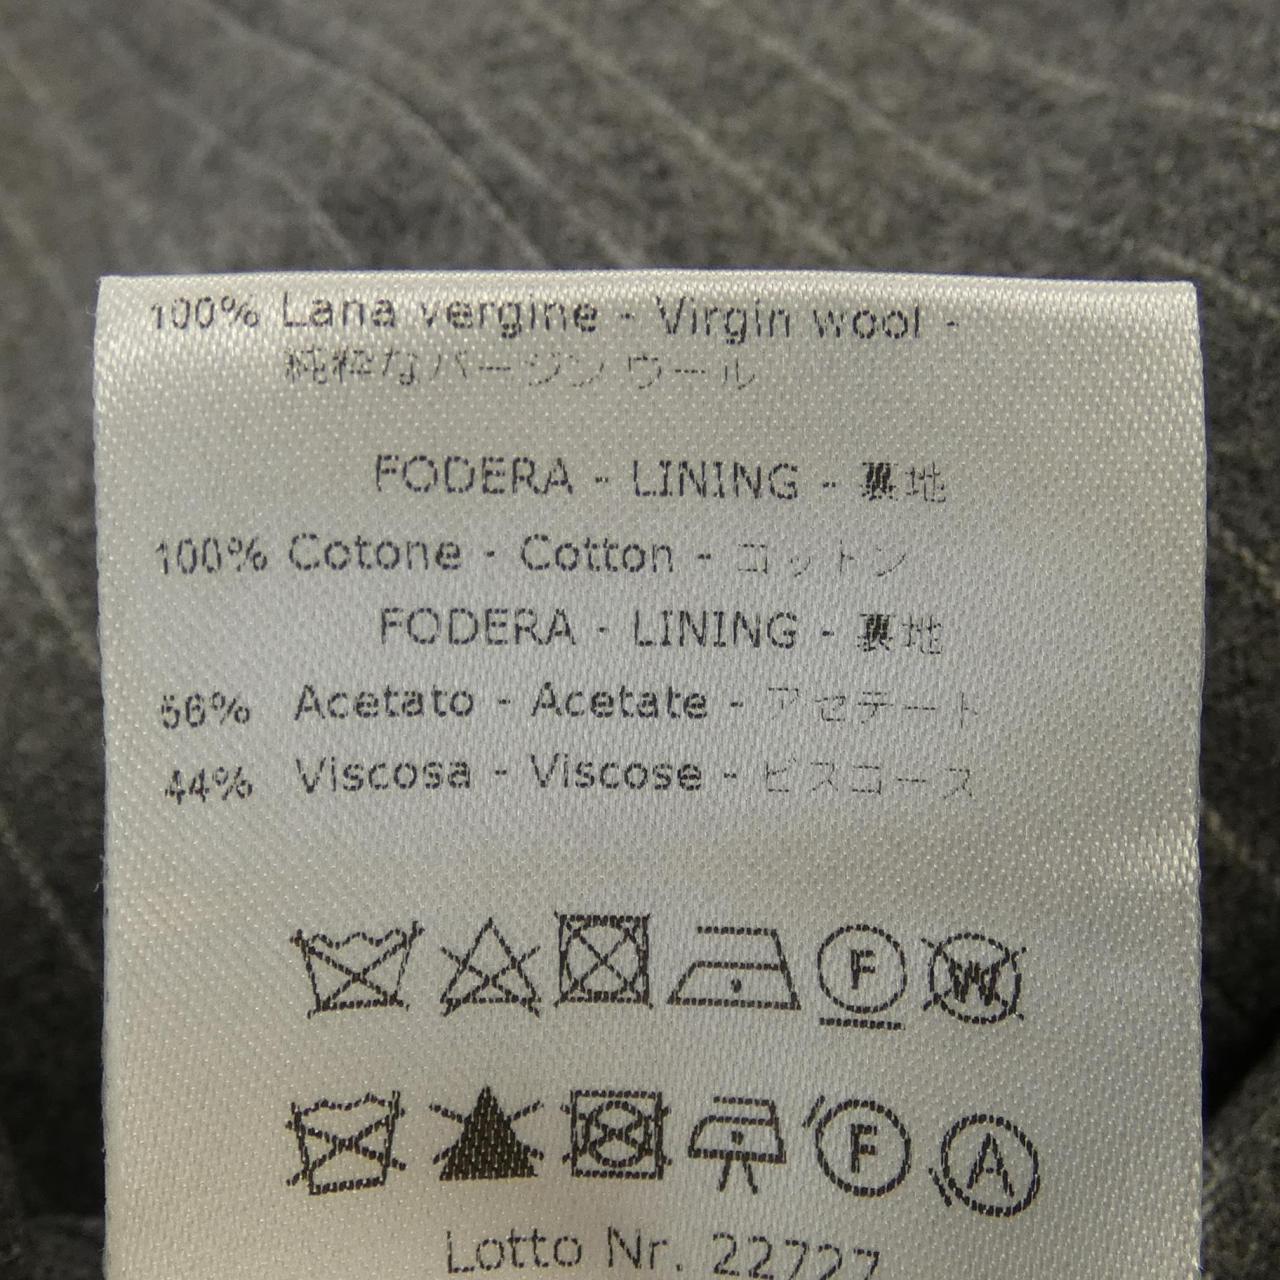 100% Lana vergine - Virgin wool -
純粋なバージン ウール
FODERA - LINING - 裏地
100% Cotone - Cotton - コットン
FODERA - LINING - 裏地
56% Acetato - Acetate - アセテート
44% Viscosa - Viscose - ビスコース
F W
F A
Lotto Nr. 22727